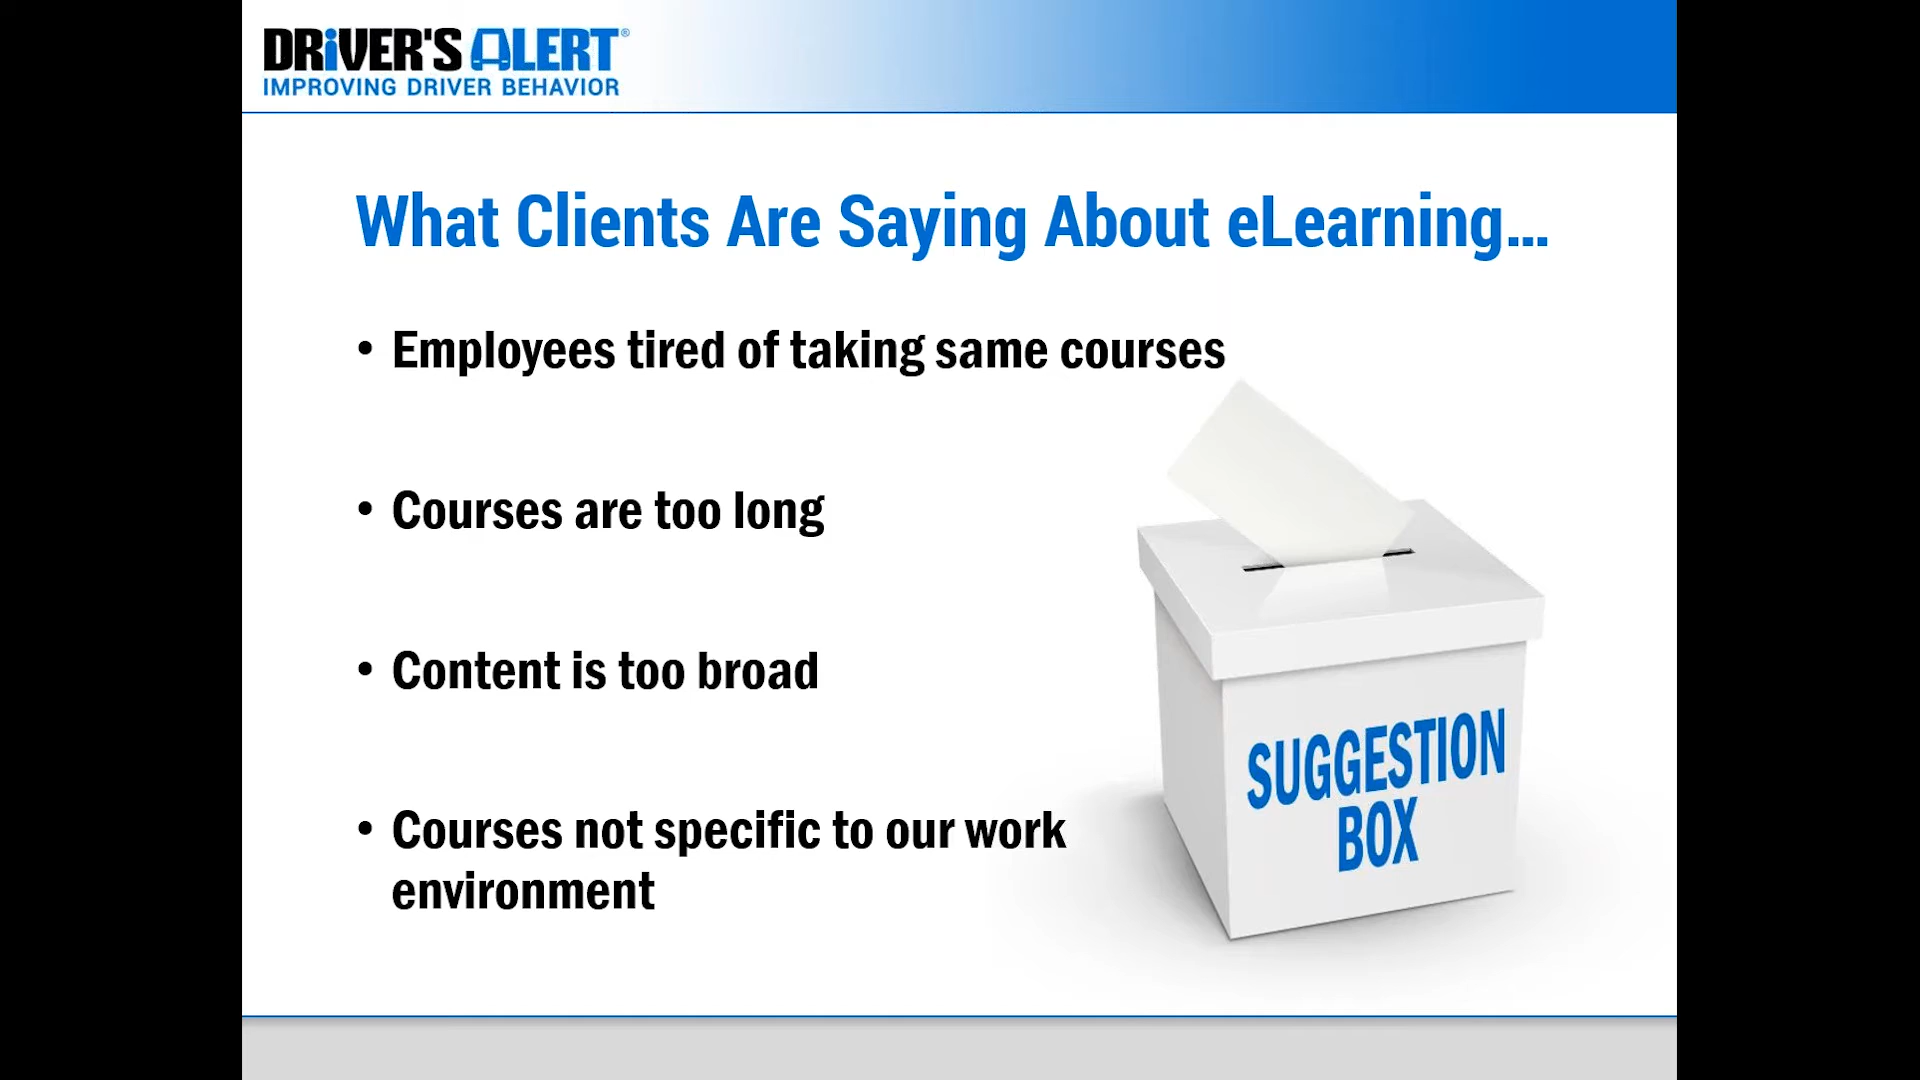 DRiVER'S ALERT®
IMPROVING DRIVER BEHAVIOR
What Clients Are Saying About eLearning...
• Employees tired of taking same courses
• Courses are too long
• Content is too broad
• Courses not specific to our work
environment
SUGGESTION
BOX